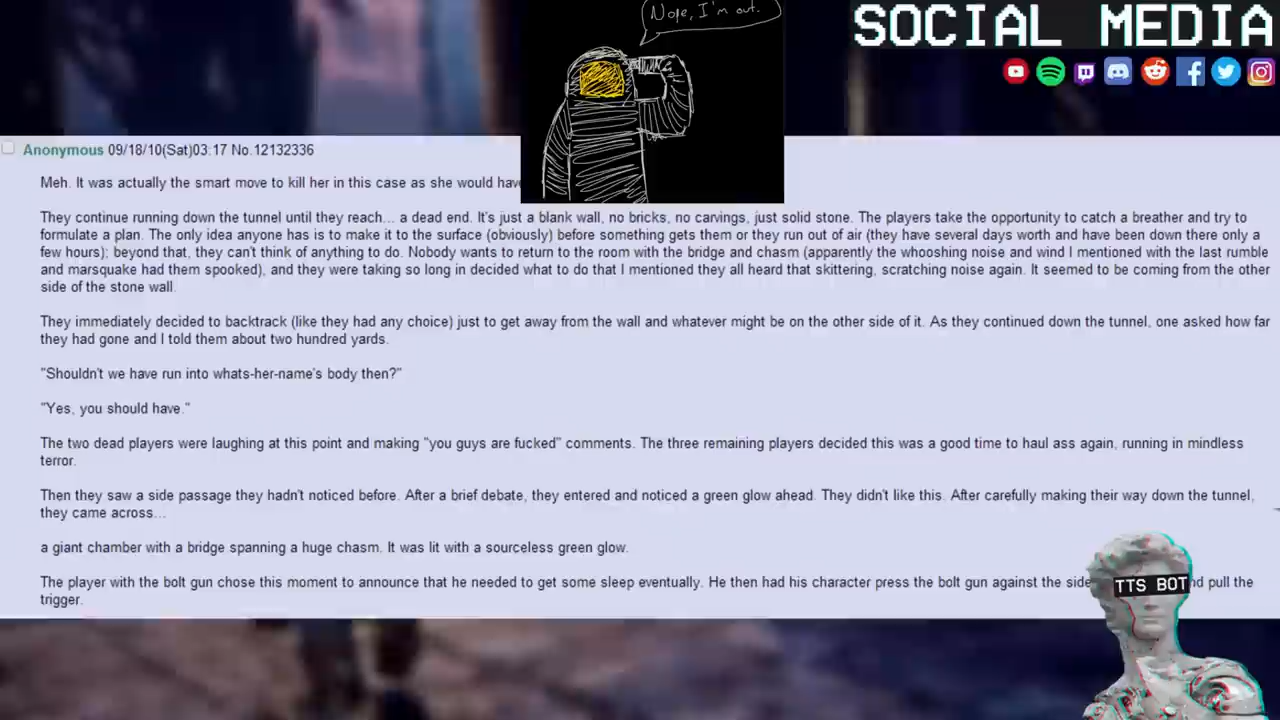 Nope, I'm out.
SOCIAL MEDIA
Anonymous 09/18/10(Sat)03:17 No.12132336
Meh. It was actually the smart move to kill her in this case as she would have
They continue running down the tunnel until they reach... a dead end. It's just a blank wall, no bricks, no carvings, just solid stone. The players take the opportunity to catch a breather and try to
formulate a plan. The only idea anyone has is to make it to the surface (obviously) before something gets them or they run out of air (they have several days worth and have been down there only a
few hours); beyond that, they can't think of anything to do. Nobody wants to return to the room with the bridge and chasm (apparently the whooshing noise and wind I mentioned with the last rumble
and marsquake had them spooked), and they were taking so long in decided what to do that I mentioned they all heard that skittering, scratching noise again. It seemed to be coming from the other
side of the stone wall.
They immediately decided to backtrack (like they had any choice) just to get away from the wall and whatever might be on the other side of it. As they continued down the tunnel, one asked how far
they had gone and I told them about two hundred yards.
"Shouldn't we have run into whats-her-name's body then?"
"Yes, you should have."
The two dead players were laughing at this point and making "you guys are fucked" comments. The three remaining players decided this was a good time to haul ass again, running in mindless
terror.
Then they saw a side passage they hadn't noticed before. After a brief debate, they entered and noticed a green glow ahead. They didn't like this. After carefully making their way down the tunnel,
they came across...
a giant chamber with a bridge spanning a huge chasm. It was lit with a sourceless green glow.
The player with the bolt gun chose this moment to announce that he needed to get some sleep eventually. He then had his character press the bolt gun against the side nd pull the
trigger.
TTS BOT